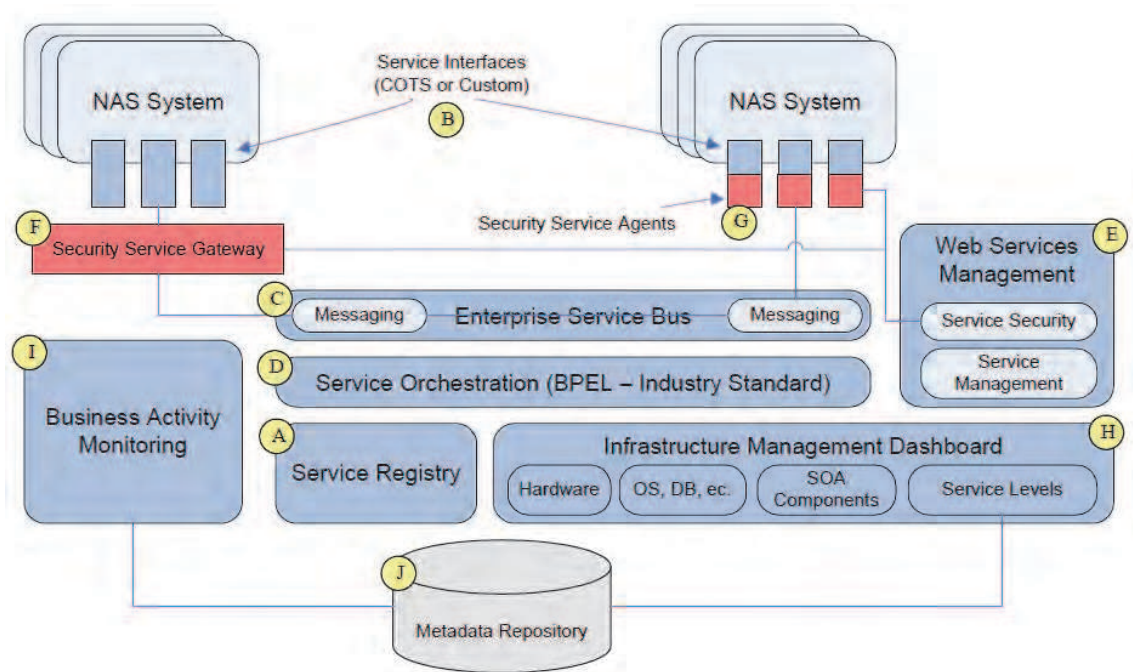 NAS System
Service Interfaces
(COTS or Custom)
B
NAS System
F
Security Service Gateway
Security Service Agents
G
E
Web Services
Management
Service Security
Service
Management
C
Messaging
Enterprise Service Bus
Messaging
D
Service Orchestration (BPEL – Industry Standard)
I
Business Activity
Monitoring
A
Service Registry
H
Infrastructure Management Dashboard
Hardware
OS, DB, ec.
SOA
Components
Service Levels
J
Metadata Repository